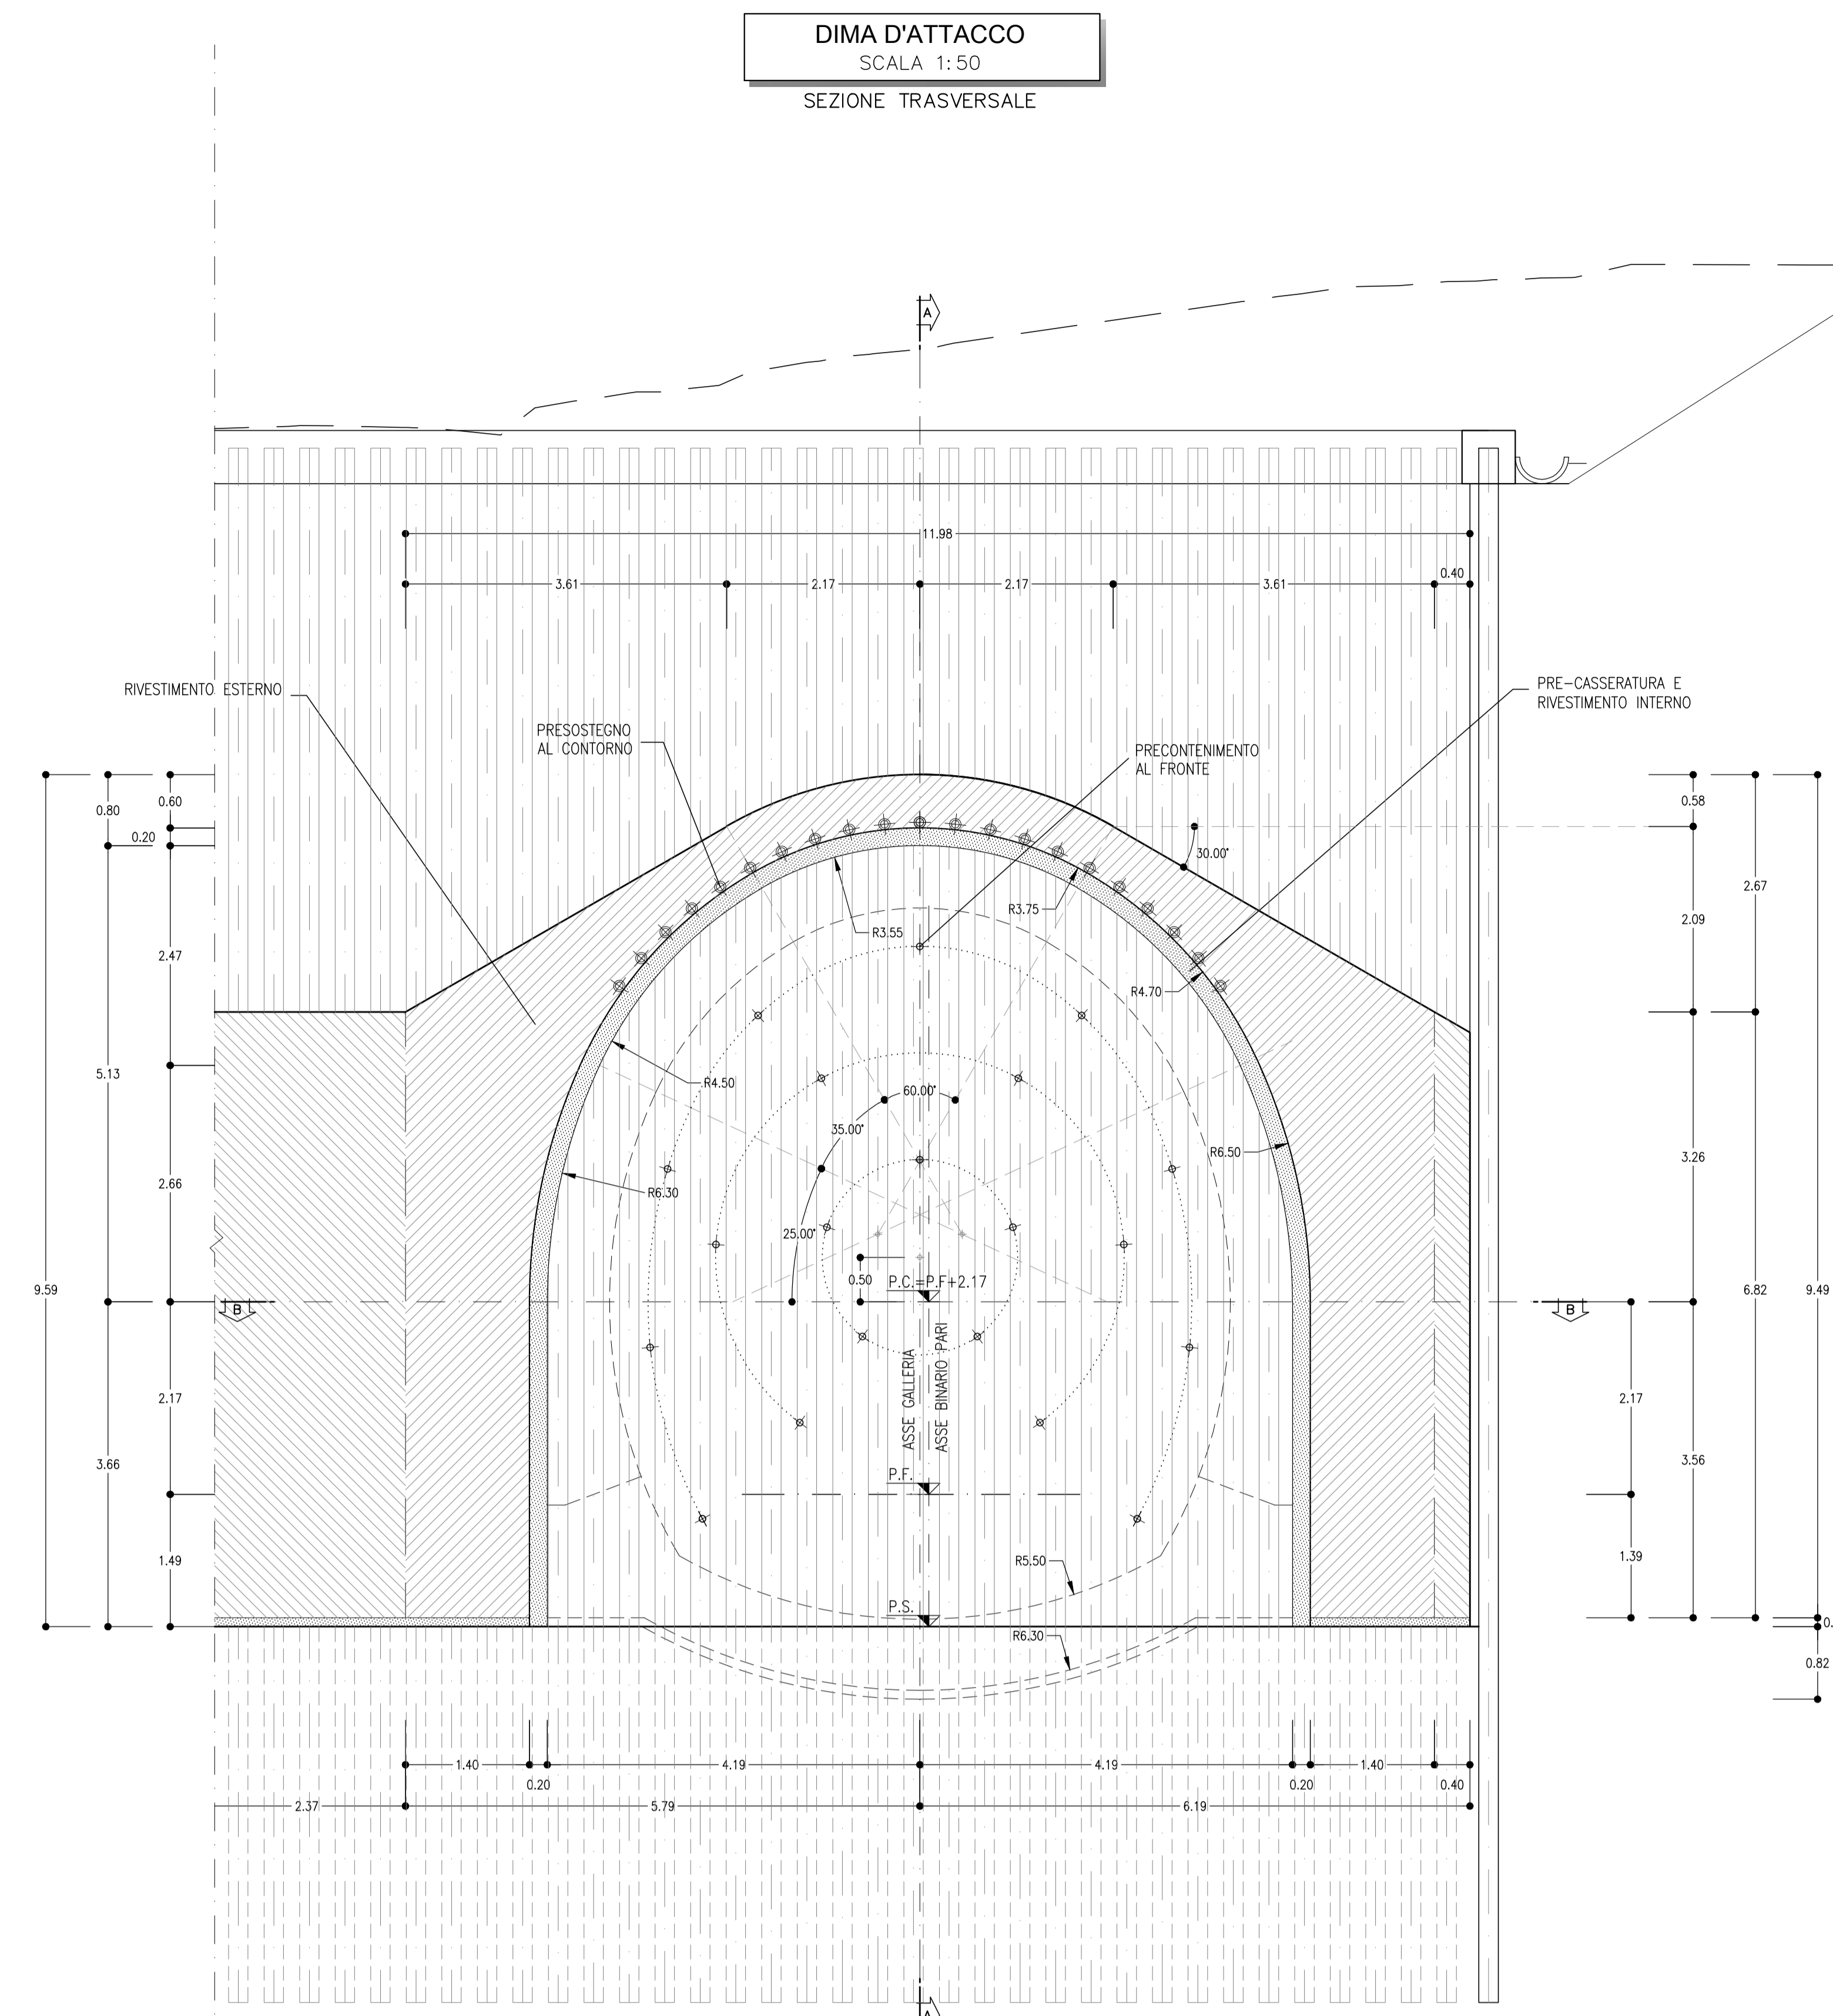 DIMA D'ATTACCO
SCALA 1:50
SEZIONE TRASVERSALE
A
11.98
3.61
2.17
2.17
3.61
0.40
RIVESTIMENTO ESTERNO
PRESOSTEGNO
AL CONTORNO
PRECONTENIMENTO
AL FRONTE
PRE-CASSERATURA E
RIVESTIMENTO INTERNO
0.80
0.60
0.20
0.58
30.00°
R3.75
R3.55
R4.70
2.47
2.67
2.09
5.13
R4.50
60.00°
35.00°
R6.50
3.26
2.66
R6.30
25.00°
0.50
P.C.=P.F+2.17
9.59
B
B
6.82
9.49
ASSE GALLERIA
ASSE BINARIO PARI
2.17
2.17
3.66
3.56
P.F.
1.49
1.39
R5.50
P.S.
R6.30
0.
0.82
1.40
4.19
4.19
1.40
0.20
0.20
0.40
2.37
5.79
6.19
A